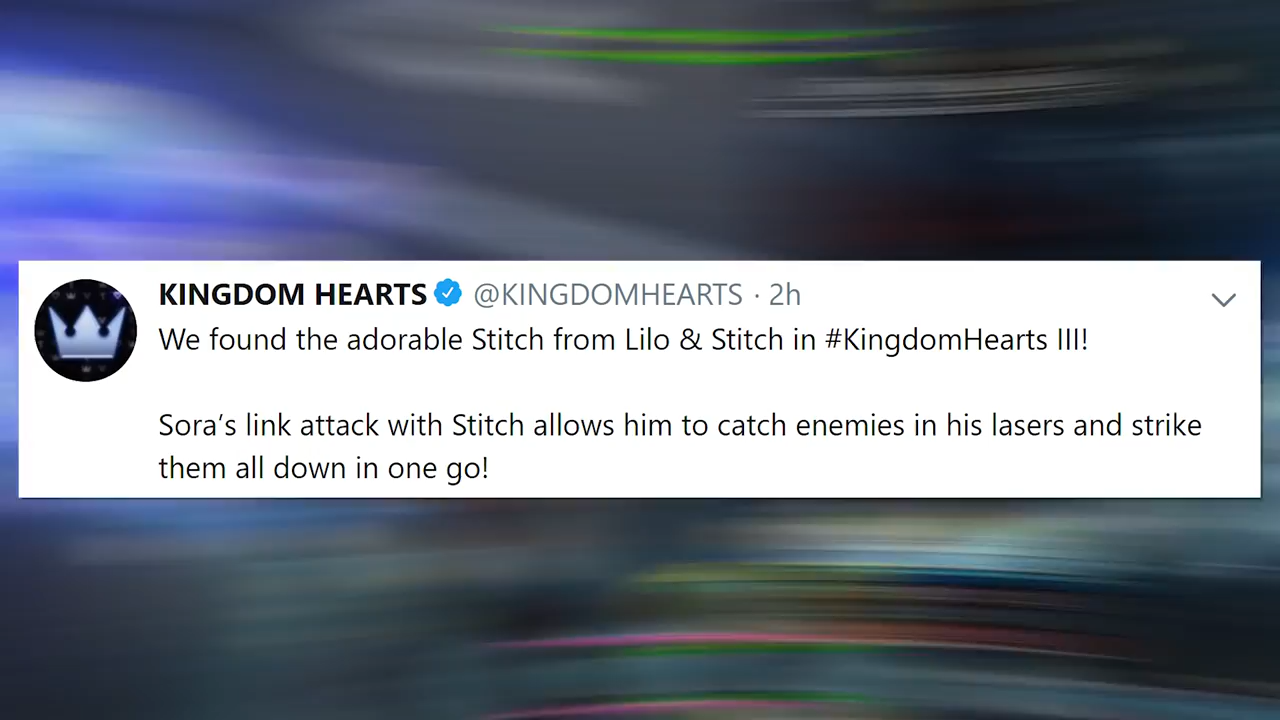 KINGDOM HEARTS @KINGDOMHEARTS · 2h
We found the adorable Stitch from Lilo & Stitch in #KingdomHearts III!
Sora’s link attack with Stitch allows him to catch enemies in his lasers and strike
them all down in one go!